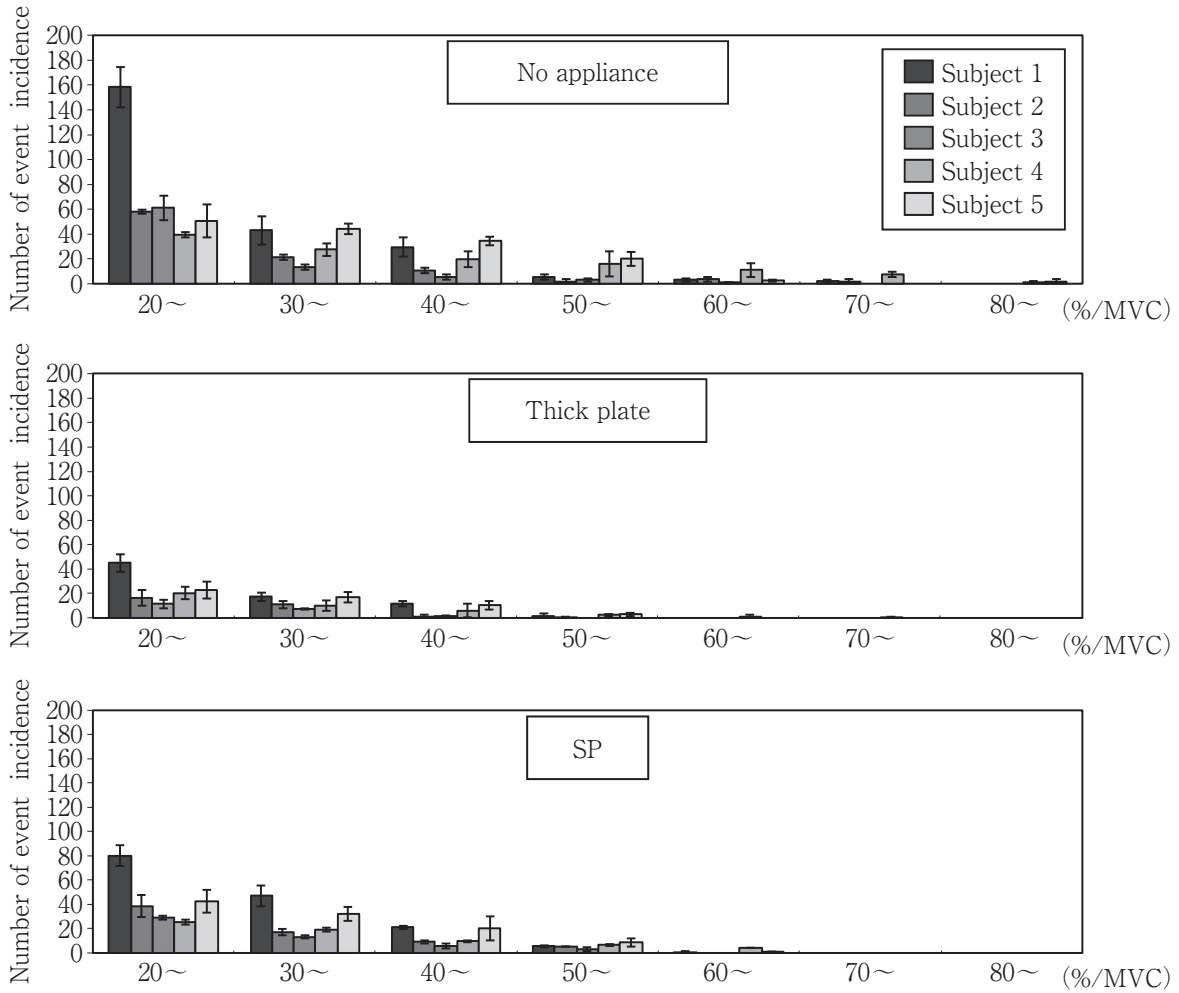 Number of event incidence
200
180
160
140
120
100
80
60
40
20
0
No appliance
Subject 1
Subject 2
Subject 3
Subject 4
Subject 5
20～ 30～ 40～ 50～ 60～ 70～ 80～ (%/MVC)
Number of event incidence
200
180
160
140
120
100
80
60
40
20
0
Thick plate
20～ 30～ 40～ 50～ 60～ 70～ 80～ (%/MVC)
Number of event incidence
200
180
160
140
120
100
80
60
40
20
0
SP
20～ 30～ 40～ 50～ 60～ 70～ 80～ (%/MVC)